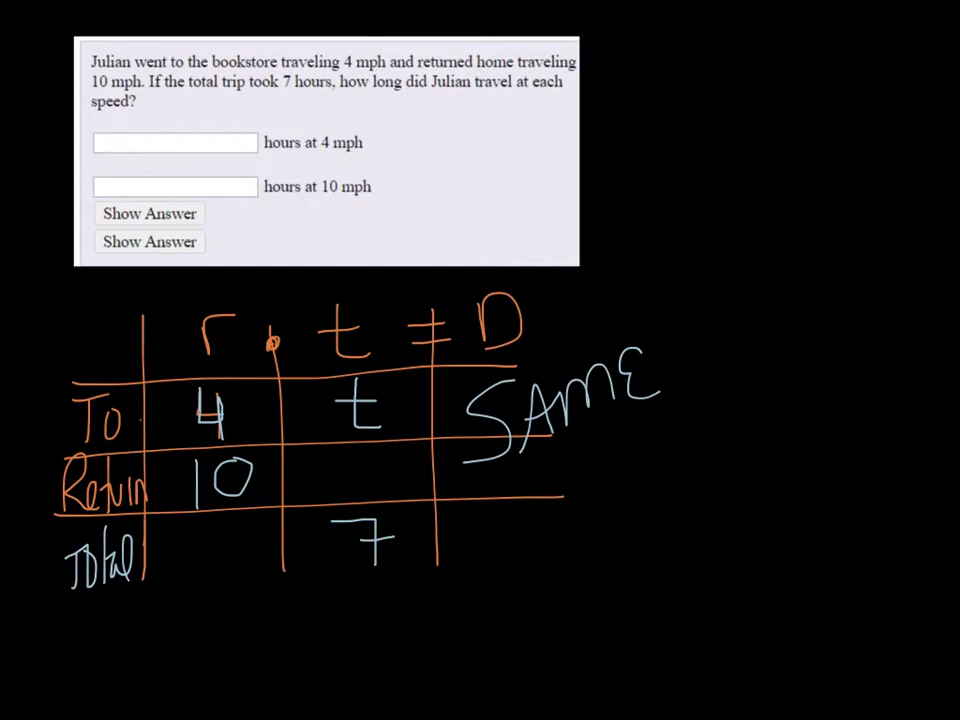 Julian went to the bookstore traveling 4 mph and returned home traveling
10 mph. If the total trip took 7 hours, how long did Julian travel at each
speed?
hours at 4 mph
hours at 10 mph
Show Answer
Show Answer
r · t = D
To 4 t SAME
Return 10
Total 7